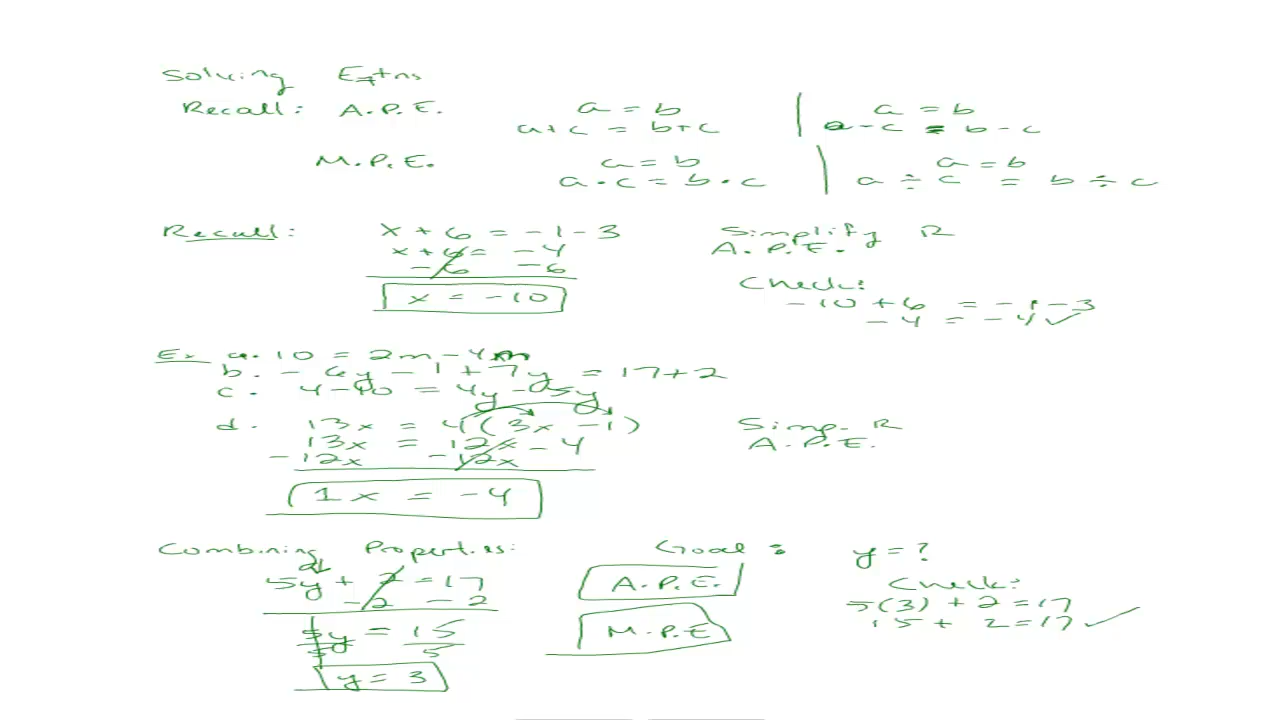 Solving Eqtns
Recall: A.P.E. a = b | a = b
a+c = b+c a-c = b-c
M.P.E. a = b | a = b
a·c = b·c a ÷ c = b ÷ c
Recall: x + 6 = -1 - 3 Simplify R
x + 6 = -4 A.P.E.
-6 -6
x = -10 Check:
-10 + 6 = -1 - 3
-4 = -4 ✓
Ex a. 10 = 2m - 4m
b. - 6y - 1 + 7y = 17 + 2
c. 4 - 10 = 4y - 5y
d. 13x = 4(3x - 1) Simp. R
13x = 12x - 4 A.P.E.
-12x -12x
1x = -4
Combining Properties: Goal: y = ?
5y + 2 = 17 A.P.E. Check:
-2 -2 5(3) + 2 = 17
5y = 15 M.P.E 15 + 2 = 17 ✓
5 5
y = 3